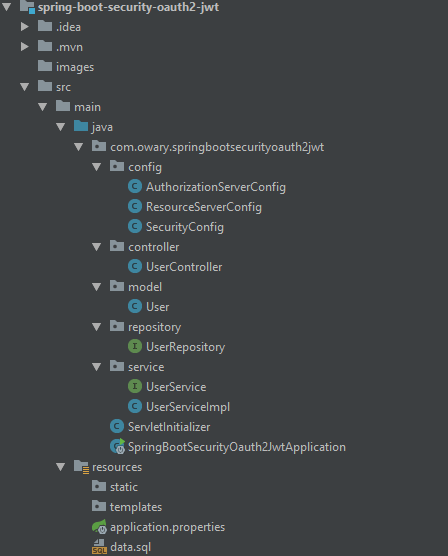 spring-boot-security-oauth2-jwt
.idea
.mvn
images
src
main
java
com.owary.springbootsecurityoauth2jwt
config
C AuthorizationServerConfig
C ResourceServerConfig
C SecurityConfig
controller
C UserController
model
C User
repository
I UserRepository
service
I UserService
C UserServiceImpl
C ServletInitializer
C SpringBootSecurityOauth2JwtApplication
resources
static
templates
application.properties
SQL data.sql